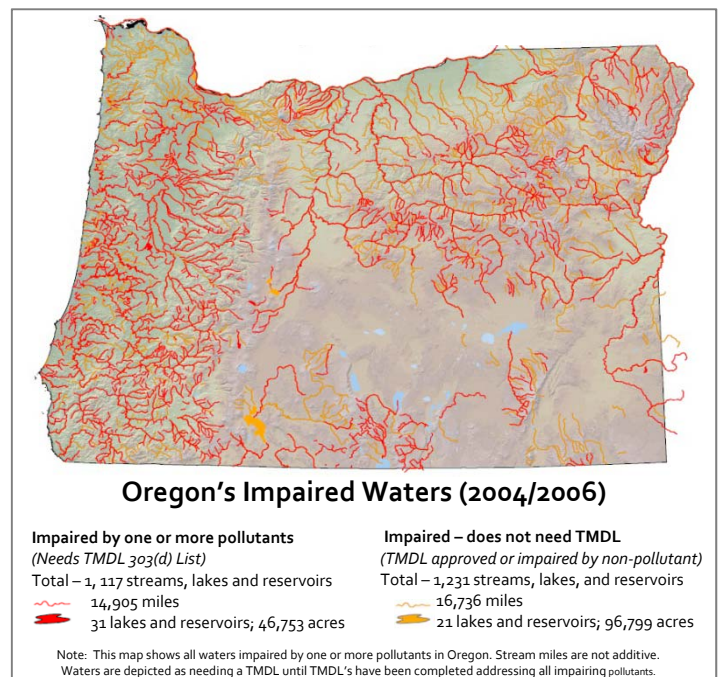 Oregon's Impaired Waters (2004/2006)
Impaired by one or more pollutants
(Needs TMDL 303(d) List)
Total – 1, 117 streams, lakes and reservoirs
14,905 miles
31 lakes and reservoirs; 46,753 acres
Impaired – does not need TMDL
(TMDL approved or impaired by non-pollutant)
Total – 1,231 streams, lakes, and reservoirs
16,736 miles
21 lakes and reservoirs; 96,799 acres
Note: This map shows all waters impaired by one or more pollutants in Oregon. Stream miles are not additive.
Waters are depicted as needing a TMDL until TMDL's have been completed addressing all impairing pollutants.